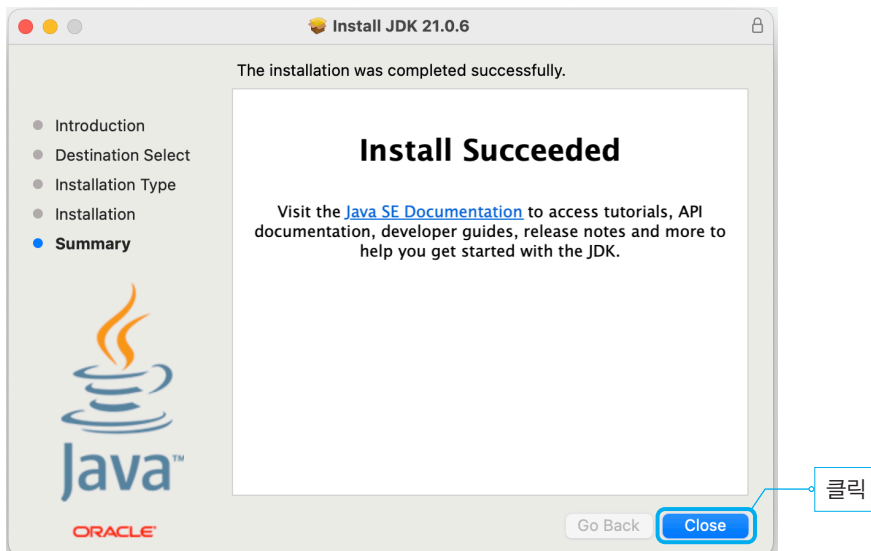 Install JDK 21.0.6
The installation was completed successfully.
Introduction
Destination Select
Installation Type
Installation
Summary
Install Succeeded
Visit the Java SE Documentation to access tutorials, API
documentation, developer guides, release notes and more to
help you get started with the JDK.
Java™
ORACLE®
Go Back
Close
클릭